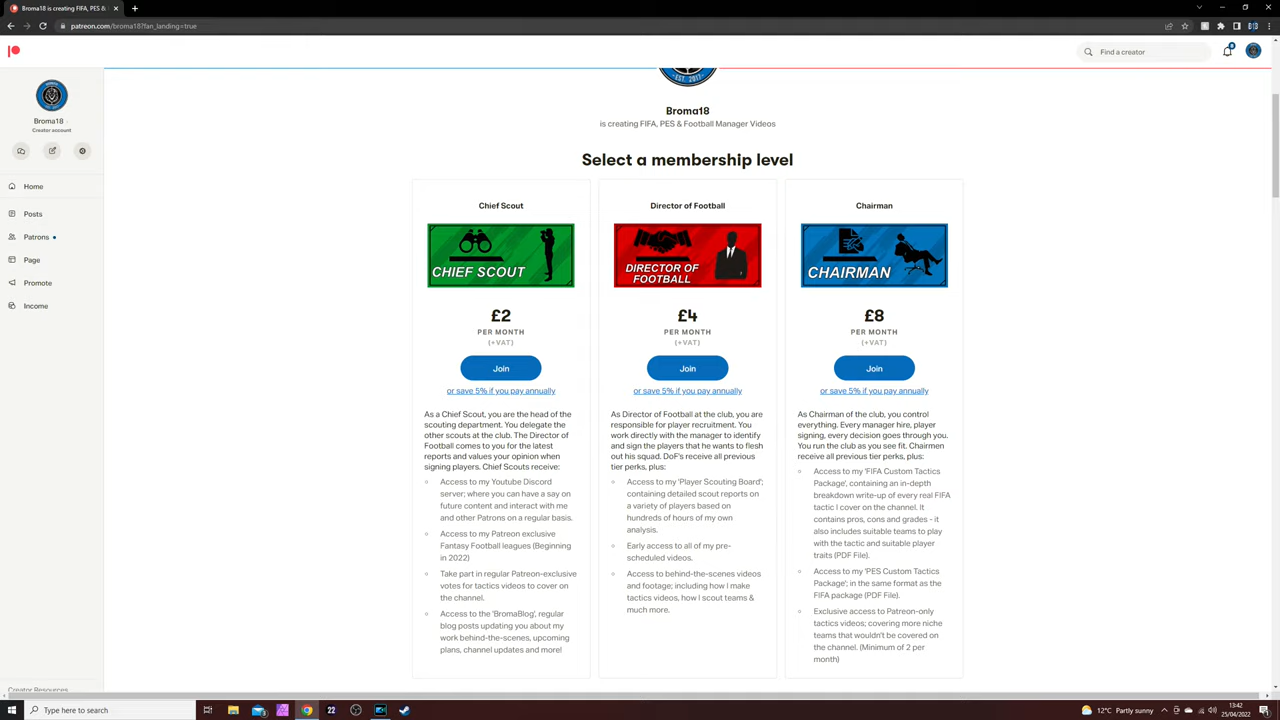 Broma18 is creating FIFA, PES &
patreon.com/broma18?fan_landing=true
Find a creator
8
Broma18
Creator account
Home
Posts
Patrons
Page
Promote
Income
Creator Resources
EST 2017
Broma18
is creating FIFA, PES & Football Manager Videos
Select a membership level
Chief Scout
CHIEF SCOUT
£2
PER MONTH
(+VAT)
Join
or save 5% if you pay annually
As a Chief Scout, you are the head of the
scouting department. You delegate the
other scouts at the club. The Director of
Football comes to you for the latest
reports and values your opinion when
signing players. Chief Scouts receive:
Access to my Youtube Discord
server; where you can have a say on
future content and interact with me
and other Patrons on a regular basis.
Access to my Patreon exclusive
Fantasy Football leagues (Beginning
in 2022)
Take part in regular Patreon-exclusive
votes for tactics videos to cover on
the channel.
Access to the 'BromaBlog', regular
blog posts updating you about my
work behind-the-scenes, upcoming
plans, channel updates and more!
Director of Football
DIRECTOR OF
FOOTBALL
£4
PER MONTH
(+VAT)
Join
or save 5% if you pay annually
As Director of Football at the club, you are
responsible for player recruitment. You
work directly with the manager to identify
and sign the players that he wants to flesh
out his squad. DoF's receive all previous
tier perks, plus:
Access to my 'Player Scouting Board';
containing detailed scout reports on
a variety of players based on
hundreds of hours of my own
analysis.
Early access to all of my pre-
scheduled videos.
Access to behind-the-scenes videos
and footage; including how I make
tactics videos, how I scout teams &
much more.
Chairman
CHAIRMAN
£8
PER MONTH
(+VAT)
Join
or save 5% if you pay annually
As Chairman of the club, you control
everything. Every manager hire, player
signing, every decision goes through you.
You run the club as you see fit. Chairmen
receive all previous tier perks, plus:
Access to my 'FIFA Custom Tactics
Package', containing an in-depth
breakdown write-up of every real FIFA
tactic I cover on the channel. It
contains pros, cons and grades - it
also includes suitable teams to play
with the tactic and suitable player
traits (PDF File).
Access to my 'PES Custom Tactics
Package'; in the same format as the
FIFA package (PDF File).
Exclusive access to Patreon-only
tactics videos; covering more niche
teams that wouldn't be covered on
the channel. (Minimum of 2 per
month)
Type here to search
22
12°C Partly sunny
13:42
25/04/2022